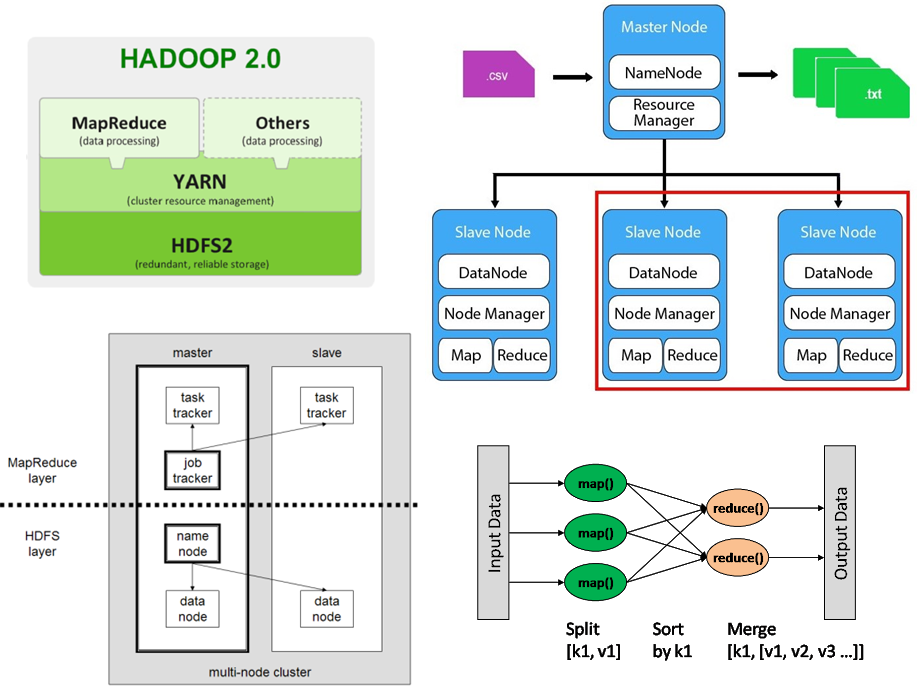 HADOOP 2.0
MapReduce
(data processing)
Others
(data processing)
YARN
(cluster resource management)
HDFS2
(redundant, reliable storage)
.csv
Master Node
NameNode
Resource
Manager
.txt
Slave Node
DataNode
Node Manager
Map
Reduce
Slave Node
DataNode
Node Manager
Map
Reduce
Slave Node
DataNode
Node Manager
Map
Reduce
master
slave
task
tracker
task
tracker
MapReduce
layer
job
tracker
HDFS
layer
name
node
data
node
data
node
multi-node cluster
Input Data
map()
map()
map()
reduce()
reduce()
Output Data
Split
[k1, v1]
Sort
by k1
Merge
[k1, [v1, v2, v3 ...]]